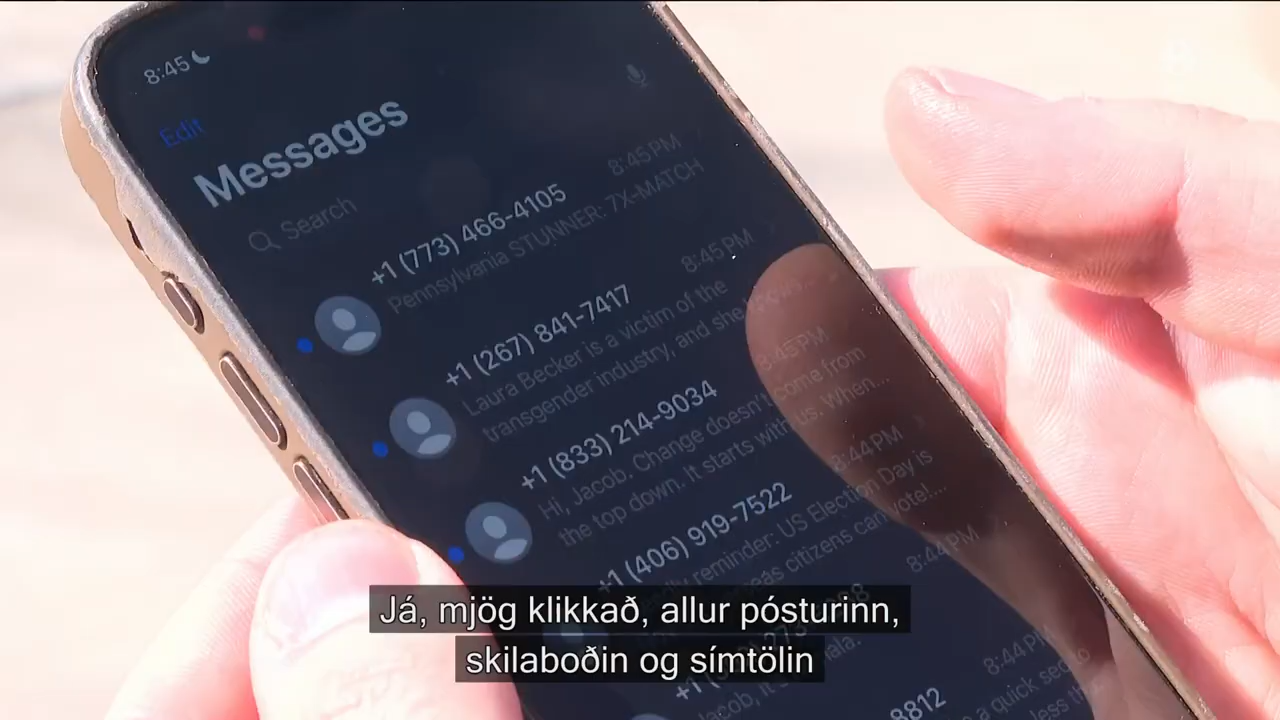 8:45
Edit
Messages
Search
+1 (773) 466-4105
8:45 PM
Pennsylvania STUNNER: 7X-MATCH
+1 (267) 841-7417
8:45 PM
Laura Becker is a victim of the
transgender industry, and she
+1 (833) 214-9034
8:45 PM
Hi, Jacob. Change doesn't come from
the top down. It starts with us. When...
+1 (406) 919-7522
8:44 PM
reminder: US Election Day is
citizens can vote!...
8:44 PM
8:44 PM
8812
a quick
Já, mjög klikkað, allur pósturinn,
skilaboðin og símtölin